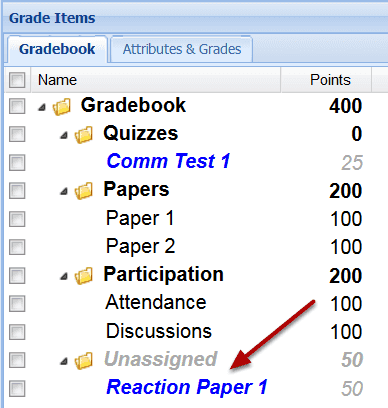 Grade Items
Gradebook Attributes & Grades
Name Points
Gradebook 400
Quizzes 0
Comm Test 1 25
Papers 200
Paper 1 100
Paper 2 100
Participation 200
Attendance 100
Discussions 100
Unassigned 50
Reaction Paper 1 50